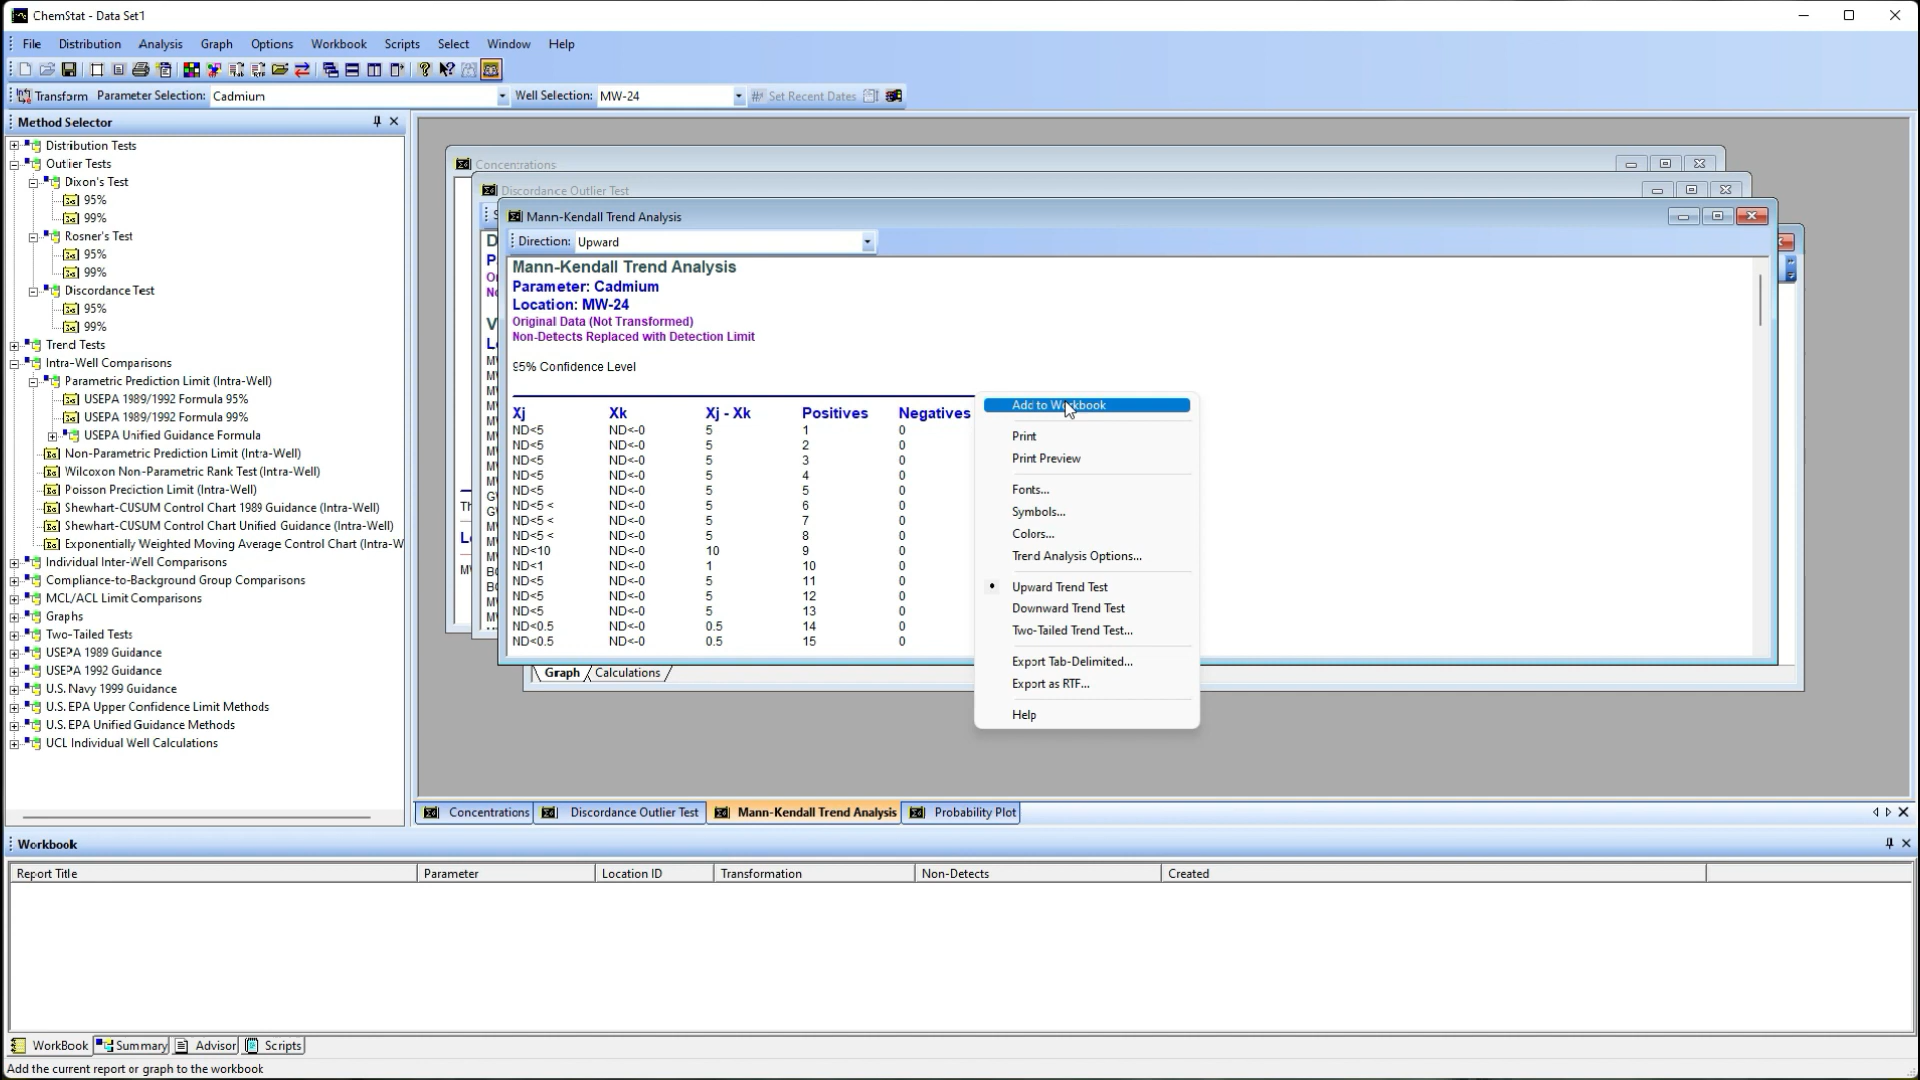 ChemStat - Data Set1
File Distribution Analysis Graph Options Workbook Scripts Select Window Help
Transform Parameter Selection: Cadmium Well Selection: MW-24 Set Recent Dates
Method Selector
Distribution Tests
Outlier Tests
Dixon's Test
95%
99%
Rosner's Test
95%
99%
Discordance Test
95%
99%
Trend Tests
Intra-Well Comparisons
Parametric Prediction Limit (Intra-Well)
USEPA 1989/1992 Formula 95%
USEPA 1989/1992 Formula 99%
USEPA Unified Guidance Formula
Non-Parametric Prediction Limit (Intra-Well)
Wilcoxon Non-Parametric Rank Test (Intra-Well)
Poisson Prediction Limit (Intra-Well)
Shewhart-CUSUM Control Chart 1989 Guidance (Intra-Well)
Shewhart-CUSUM Control Chart Unified Guidance (Intra-Well)
Exponentially Weighted Moving Average Control Chart (Intra-W
Individual Inter-Well Comparisons
Compliance-to-Background Group Comparisons
MCL/ACL Limit Comparisons
Graphs
Two-Tailed Tests
USEPA 1989 Guidance
USEPA 1992 Guidance
U.S. Navy 1999 Guidance
U.S. EPA Upper Confidence Limit Methods
U.S. EPA Unified Guidance Methods
UCL Individual Well Calculations
Concentrations
Discordance Outlier Test
Mann-Kendall Trend Analysis
Direction: Upward
Mann-Kendall Trend Analysis
Parameter: Cadmium
Location: MW-24
Original Data (Not Transformed)
Non-Detects Replaced with Detection Limit
95% Confidence Level
Xj Xk Xj - Xk Positives Negatives
ND<5 ND<-0 5 1 0
ND<5 ND<-0 5 2 0
ND<5 ND<-0 5 3 0
ND<5 ND<-0 5 4 0
ND<5 ND<-0 5 5 0
ND<5 < ND<-0 5 6 0
ND<5 < ND<-0 5 7 0
ND<5 < ND<-0 5 8 0
ND<10 ND<-0 10 9 0
ND<1 ND<-0 1 10 0
ND<5 ND<-0 5 11 0
ND<5 ND<-0 5 12 0
ND<5 ND<-0 5 13 0
ND<0.5 ND<-0 0.5 14 0
ND<0.5 ND<-0 0.5 15 0
Add to Workbook
Print
Print Preview
Fonts...
Symbols...
Colors...
Trend Analysis Options...
Upward Trend Test
Downward Trend Test
Two-Tailed Trend Test...
Export Tab-Delimited...
Export as RTF...
Help
Graph Calculations
Concentrations Discordance Outlier Test Mann-Kendall Trend Analysis Probability Plot
Workbook
Report Title Parameter Location ID Transformation Non-Detects Created
WorkBook Summary Advisor Scripts
Add the current report or graph to the workbook